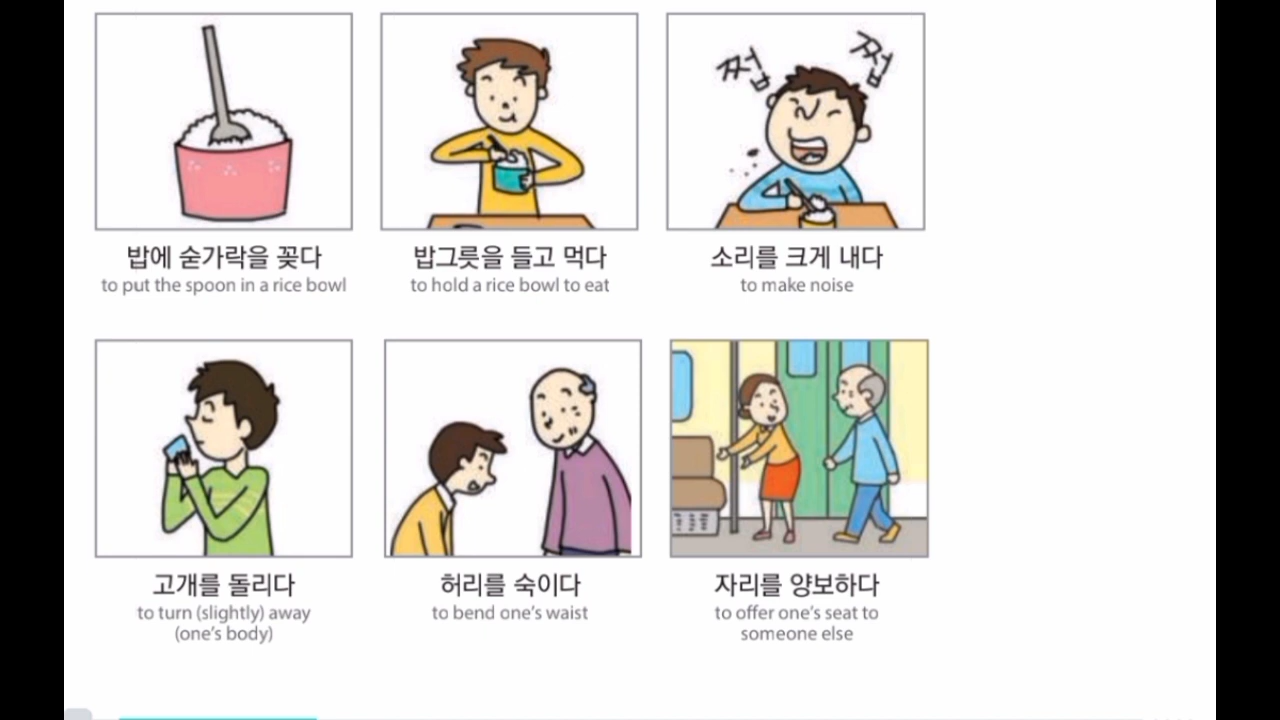 쩝 쩝
밥에 숟가락을 꽂다
to put the spoon in a rice bowl
밥그릇을 들고 먹다
to hold a rice bowl to eat
소리를 크게 내다
to make noise
고개를 돌리다
to turn (slightly) away
(one's body)
허리를 숙이다
to bend one's waist
자리를 양보하다
to offer one's seat to
someone else